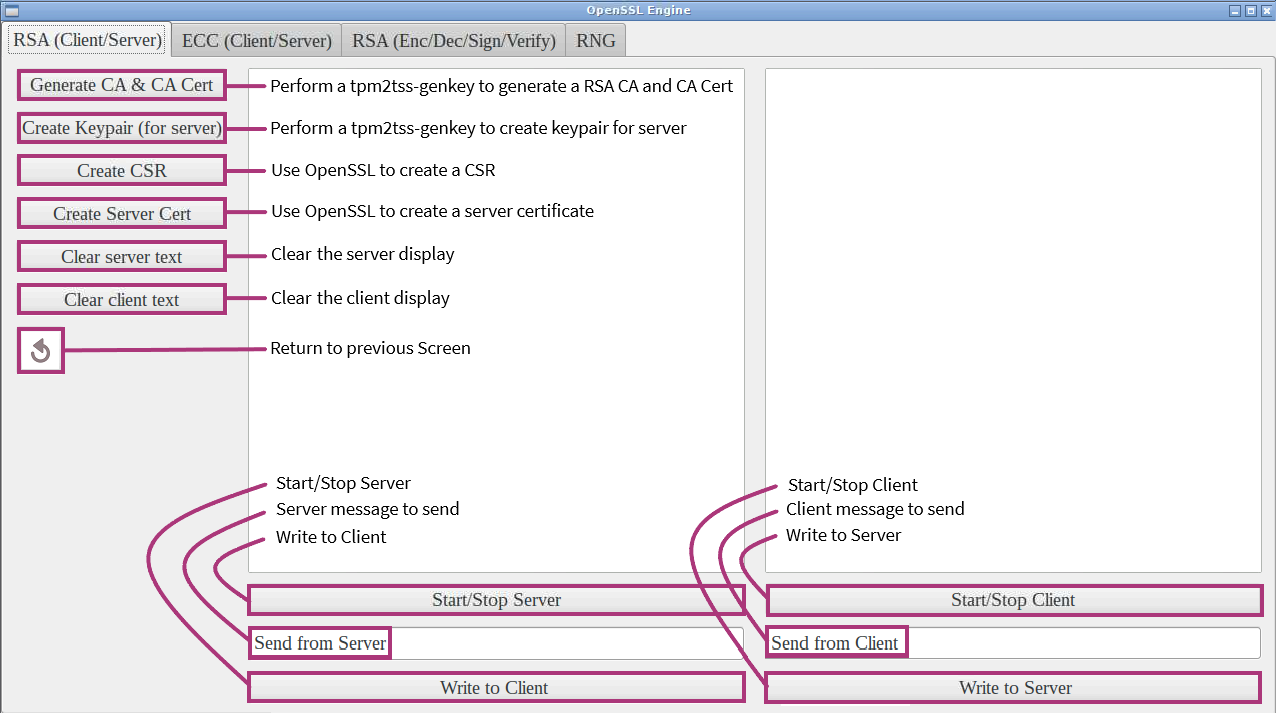 OpenSSL Engine
RSA (Client/Server)
ECC (Client/Server)
RSA (Enc/Dec/Sign/Verify)
RNG
Generate CA & CA Cert
Perform a tpm2tss-genkey to generate a RSA CA and CA Cert
Create Keypair (for server)
Perform a tpm2tss-genkey to create keypair for server
Create CSR
Use OpenSSL to create a CSR
Create Server Cert
Use OpenSSL to create a server certificate
Clear server text
Clear the server display
Clear client text
Clear the client display
Return to previous Screen
Start/Stop Server
Server message to send
Write to Client
Start/Stop Client
Client message to send
Write to Server
Start/Stop Server
Start/Stop Client
Send from Server
Send from Client
Write to Client
Write to Server